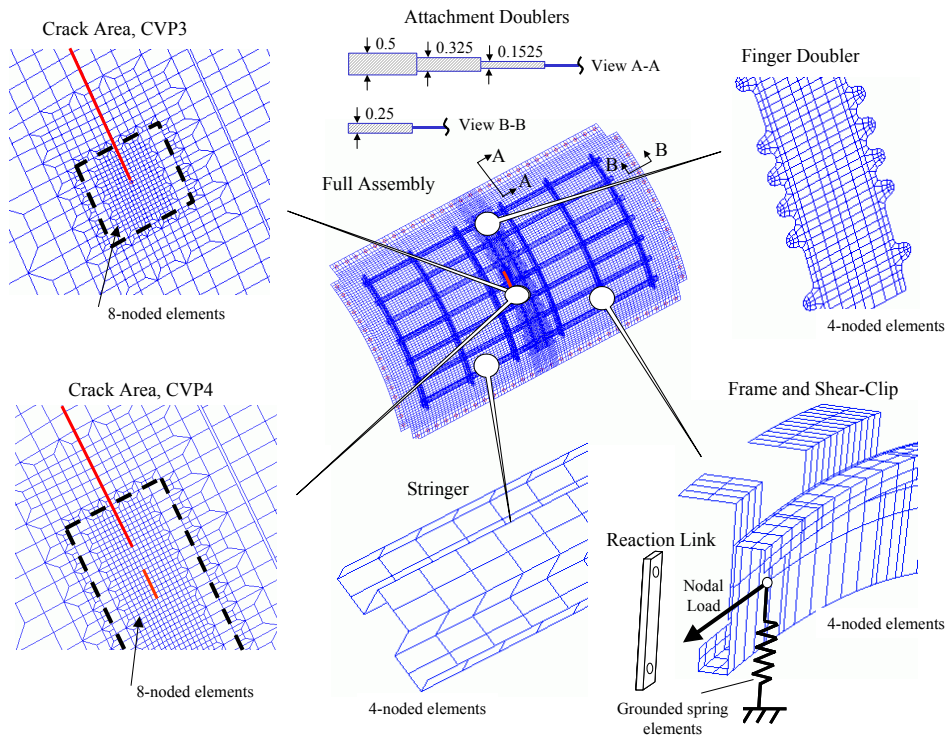 Crack Area, CVP3
8-noded elements
Attachment Doublers
0.5
0.325
0.1525
View A-A
0.25
View B-B
Full Assembly
A
A
B
B
Finger Doubler
4-noded elements
Crack Area, CVP4
8-noded elements
Stringer
4-noded elements
Frame and Shear-Clip
Reaction Link
Nodal
Load
4-noded elements
Grounded spring
elements